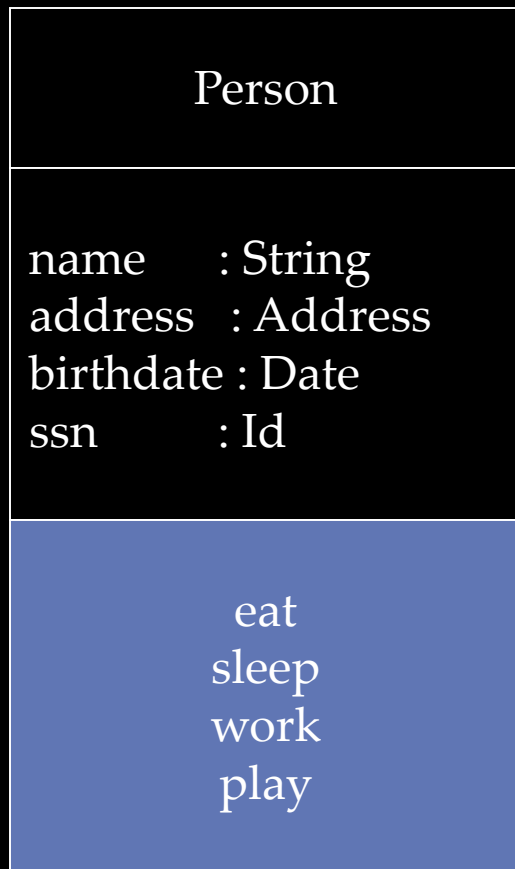 Person
name : String
address : Address
birthdate : Date
ssn : Id
eat
sleep
work
play